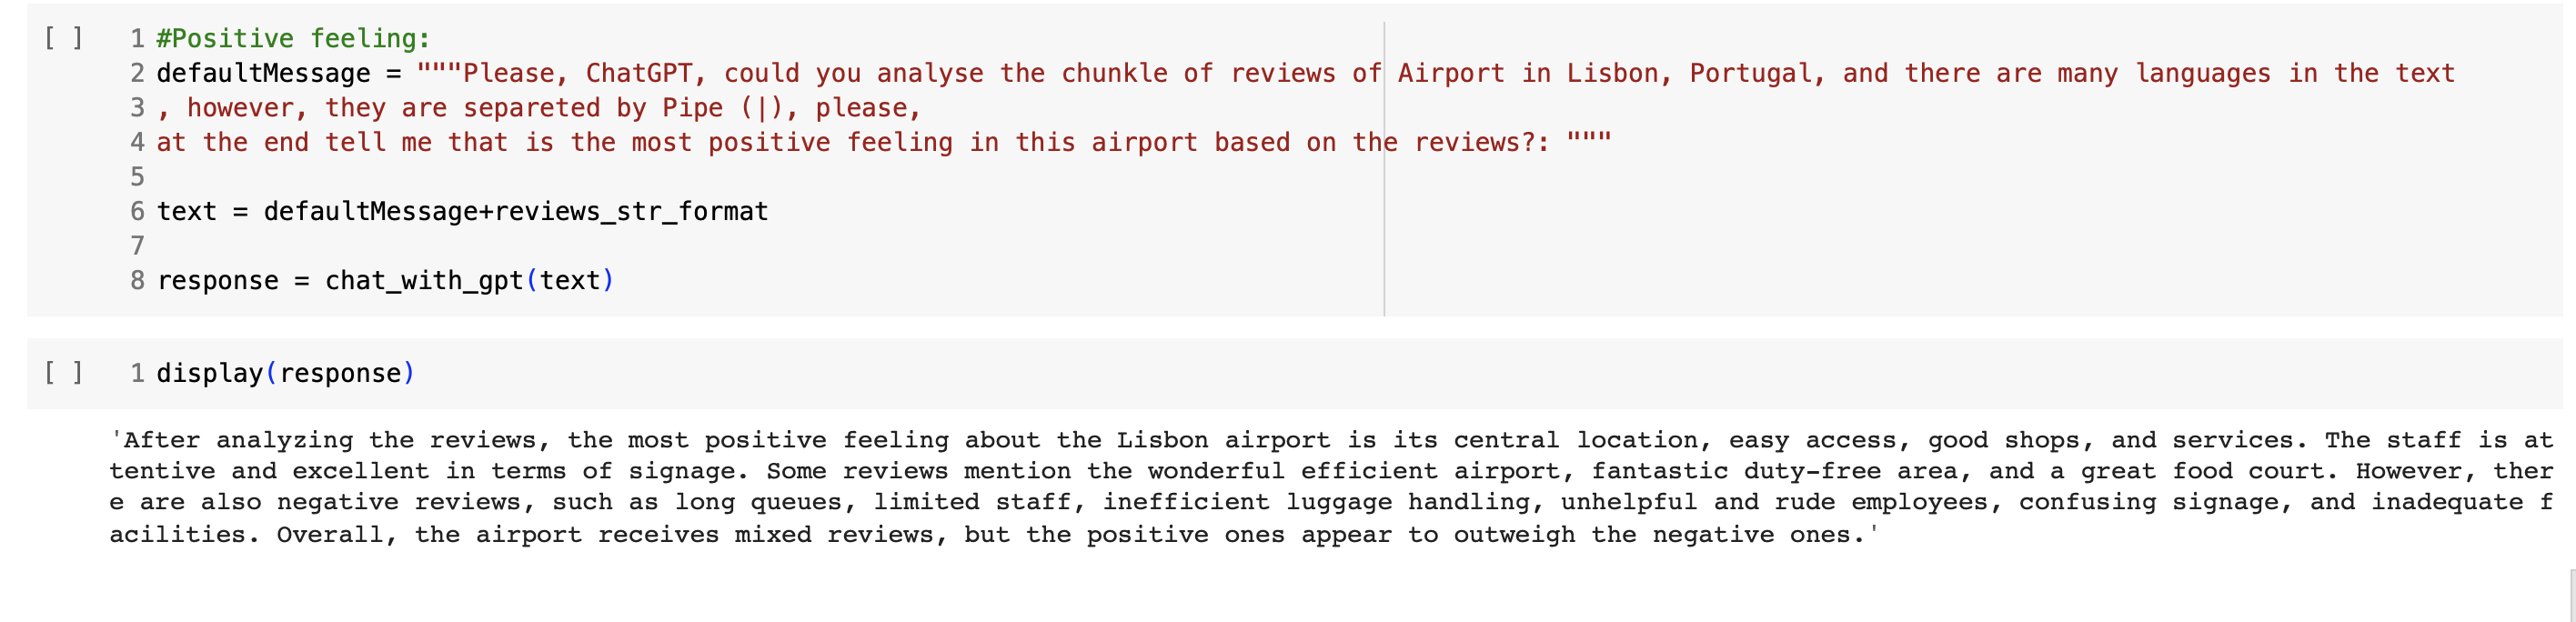 [ ] 1 #Positive feeling:
2 defaultMessage = """Please, ChatGPT, could you analyse the chunkle of reviews of Airport in Lisbon, Portugal, and there are many languages in the text
3 , however, they are separeted by Pipe (|), please,
4 at the end tell me that is the most positive feeling in this airport based on the reviews?: """
5
6 text = defaultMessage+reviews_str_format
7
8 response = chat_with_gpt(text)
[ ] 1 display(response)
'After analyzing the reviews, the most positive feeling about the Lisbon airport is its central location, easy access, good shops, and services. The staff is at
tentive and excellent in terms of signage. Some reviews mention the wonderful efficient airport, fantastic duty-free area, and a great food court. However, ther
e are also negative reviews, such as long queues, limited staff, inefficient luggage handling, unhelpful and rude employees, confusing signage, and inadequate f
acilities. Overall, the airport receives mixed reviews, but the positive ones appear to outweigh the negative ones.'